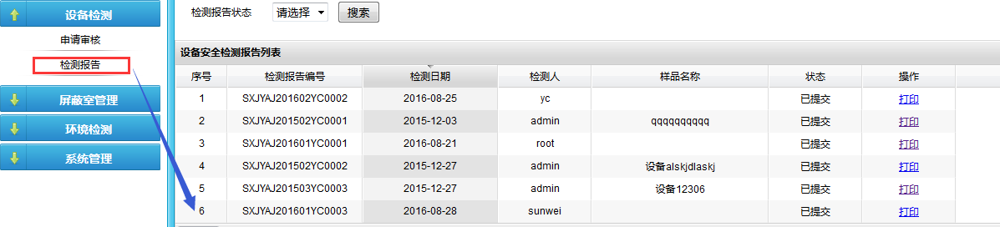 设备检测
申请审核
检测报告
屏蔽室管理
环境检测
系统管理
检测报告状态 请选择 搜索
设备安全检测报告列表
序号 检测报告编号 检测日期 检测人 样品名称 状态 操作
1 SXJYAJ201602YC0002 2016-08-25 yc 已提交 打印
2 SXJYAJ201502YC0001 2015-12-03 admin qqqqqqqqqq 已提交 打印
3 SXJYAJ201601YC0001 2016-08-21 root 已提交 打印
4 SXJYAJ201502YC0002 2015-12-27 admin 设备alskjdlaskj 已提交 打印
5 SXJYAJ201503YC0003 2015-12-27 admin 设备12306 已提交 打印
6 SXJYAJ201601YC0003 2016-08-28 sunwei 已提交 打印